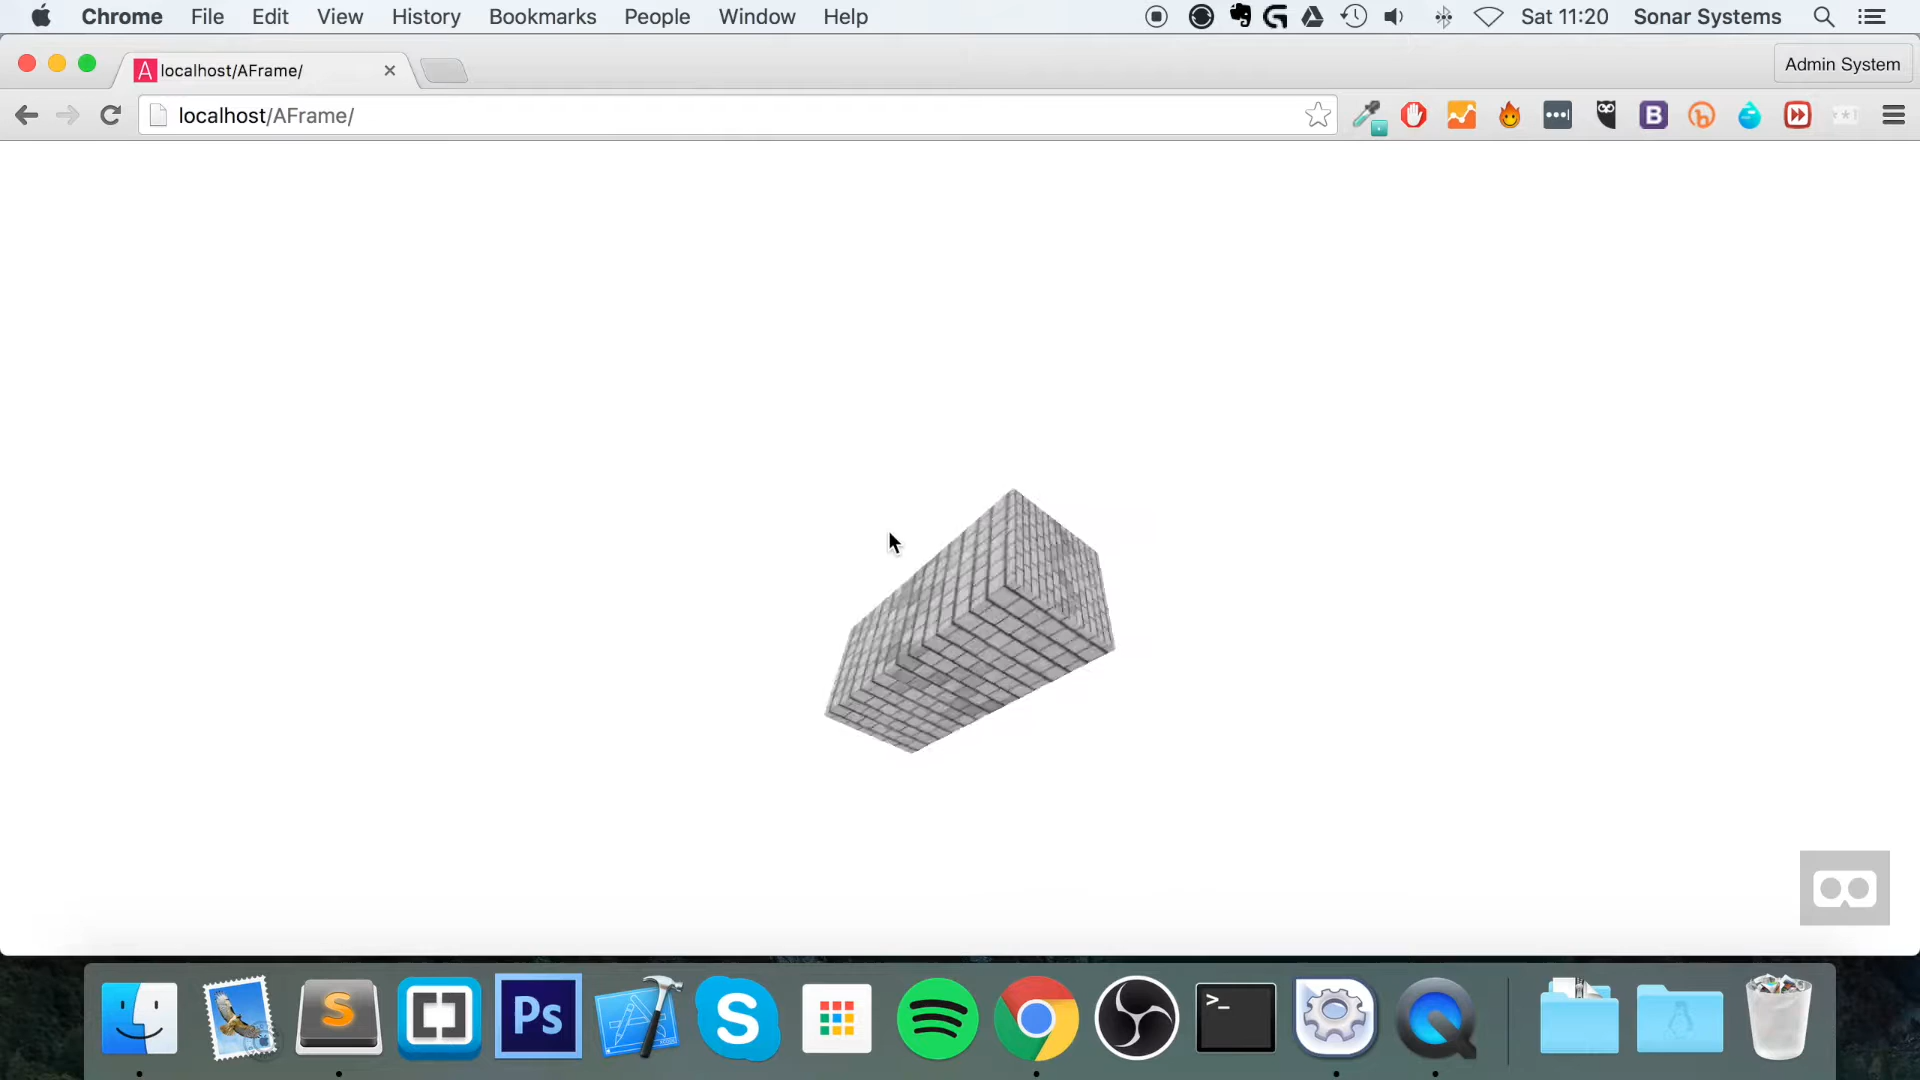 Chrome File Edit View History Bookmarks People Window Help Sat 11:20 Sonar Systems
A localhost/AFrame/ Admin System
localhost/AFrame/
B
S Ps S >_